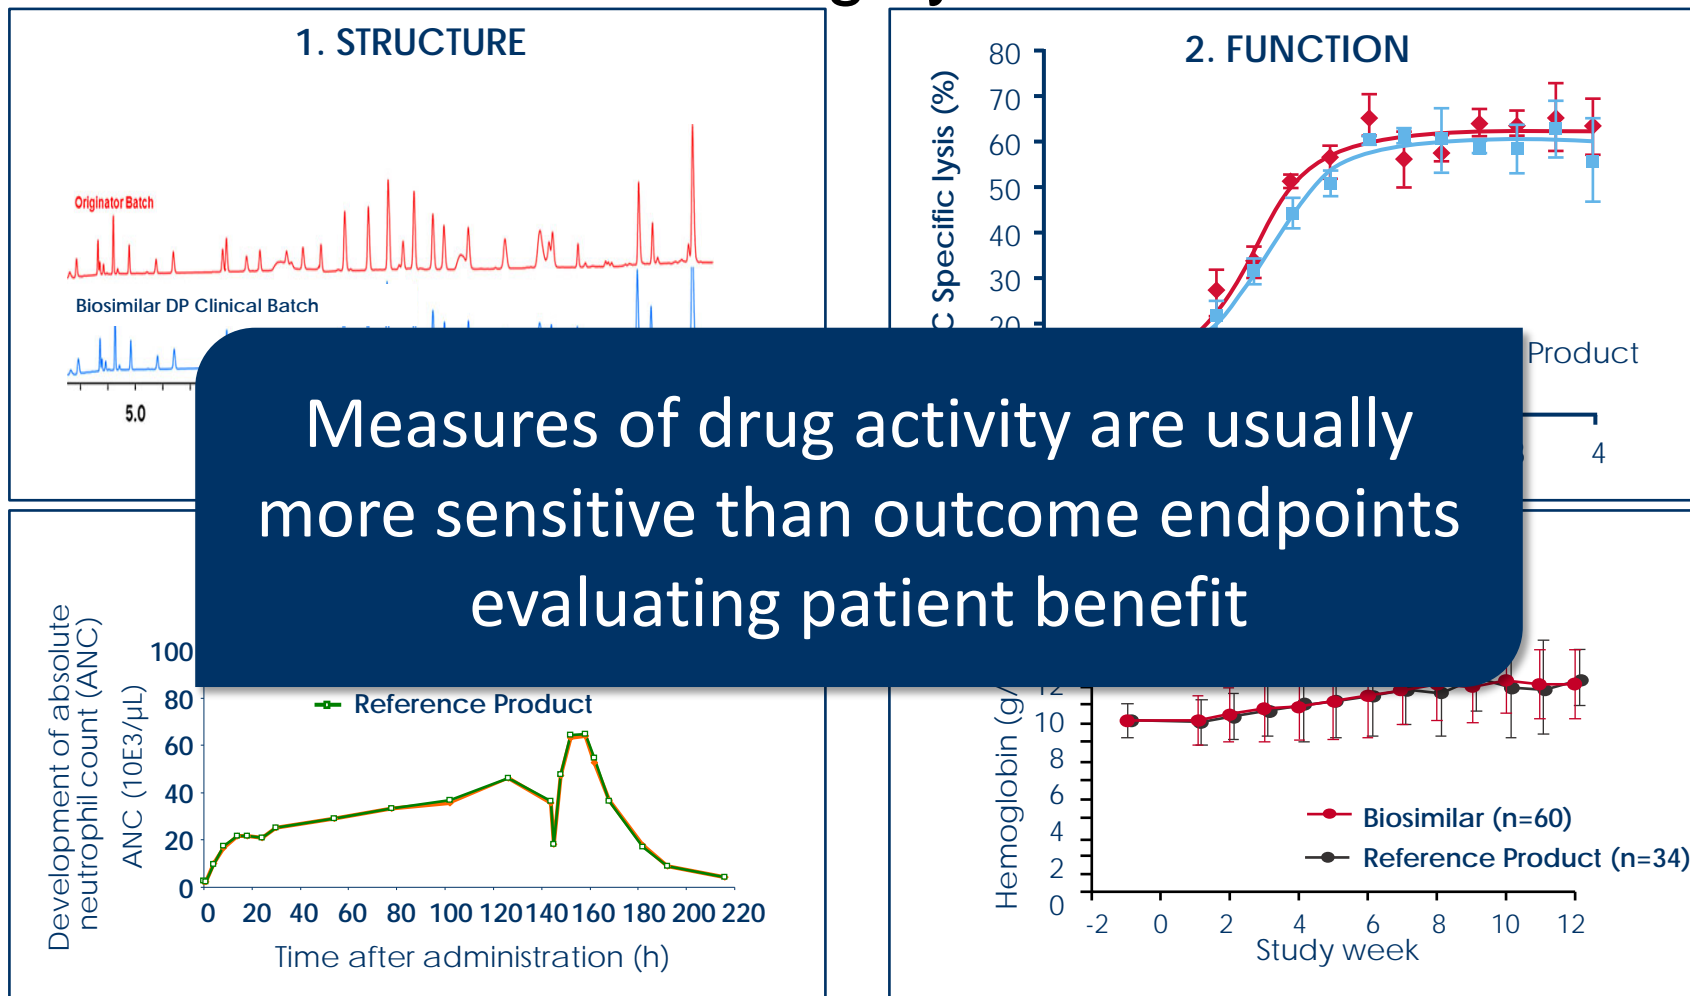 1. STRUCTURE
Originator Batch
Biosimilar DP Clinical Batch
5.0
2. FUNCTION
Specific lysis (%)
80
70
60
50
40
30
20
Product
4
Measures of drug activity are usually
more sensitive than outcome endpoints
evaluating patient benefit
Development of absolute
neutrophil count (ANC)
ANC (10E3/µL)
100
80
60
40
20
0
Reference Product
0 20 40 60 80 100 120 140 160 180 200 220
Time after administration (h)
Hemoglobin (g/
12
10
8
6
4
2
0
Biosimilar (n=60)
Reference Product (n=34)
-2 0 2 4 6 8 10 12
Study week